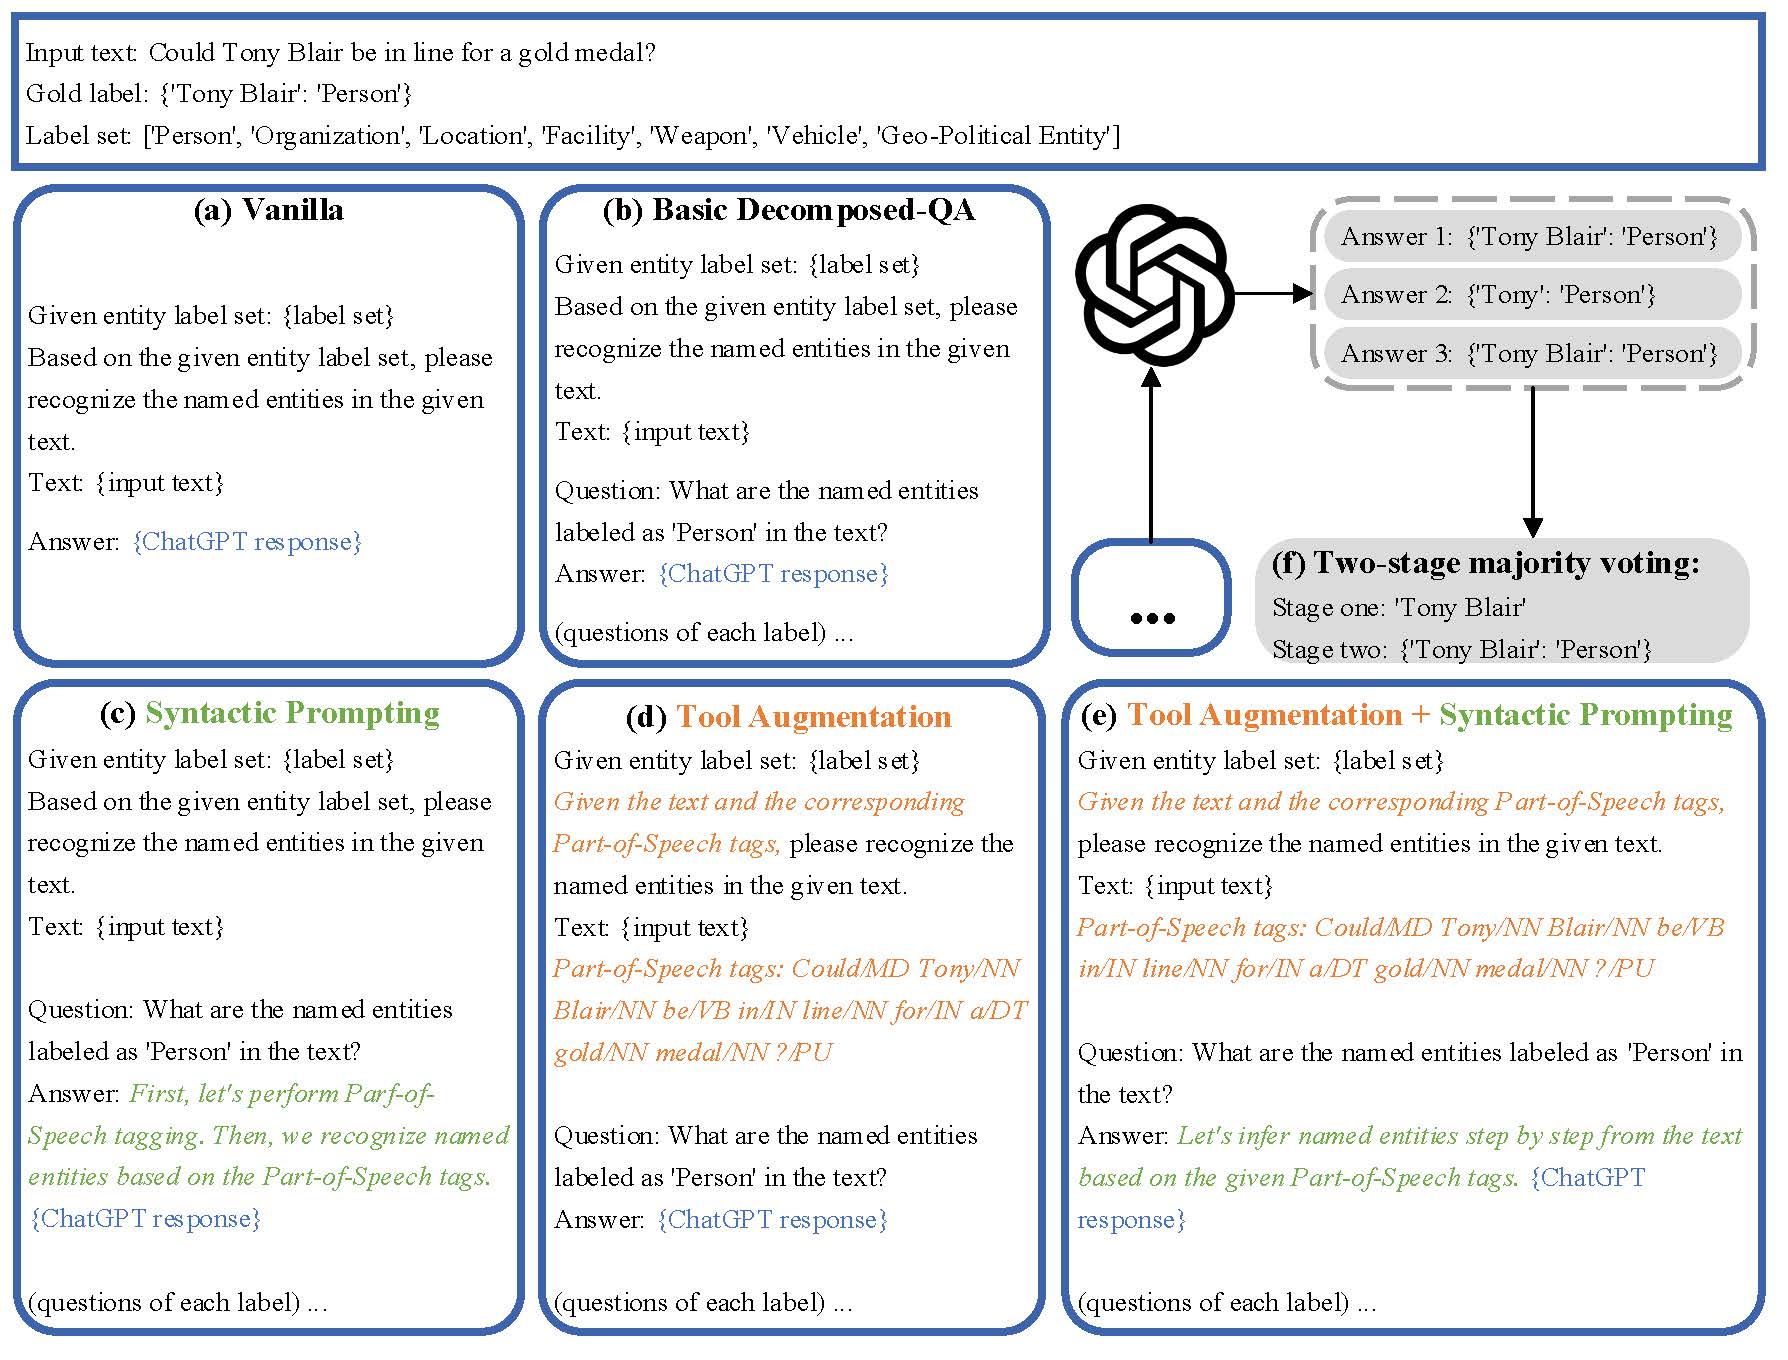 Input text: Could Tony Blair be in line for a gold medal?
Gold label: {'Tony Blair': 'Person'}
Label set: ['Person', 'Organization', 'Location', 'Facility', 'Weapon', 'Vehicle', 'Geo-Political Entity']
(a) Vanilla
Given entity label set: {label set}
Based on the given entity label set, please
recognize the named entities in the given
text.
Text: {input text}
Answer: {ChatGPT response}
(b) Basic Decomposed-QA
Given entity label set: {label set}
Based on the given entity label set, please
recognize the named entities in the given
text.
Text: {input text}
Question: What are the named entities
labeled as 'Person' in the text?
Answer: {ChatGPT response}
(questions of each label) ...
Answer 1: {'Tony Blair': 'Person'}
Answer 2: {'Tony': 'Person'}
Answer 3: {'Tony Blair': 'Person'}
...
(f) Two-stage majority voting:
Stage one: 'Tony Blair'
Stage two: {'Tony Blair': 'Person'}
(c) Syntactic Prompting
Given entity label set: {label set}
Based on the given entity label set, please
recognize the named entities in the given
text.
Text: {input text}
Question: What are the named entities
labeled as 'Person' in the text?
Answer: First, let's perform Parf-of-
Speech tagging. Then, we recognize named
entities based on the Part-of-Speech tags.
{ChatGPT response}
(questions of each label) ...
(d) Tool Augmentation
Given entity label set: {label set}
Given the text and the corresponding
Part-of-Speech tags, please recognize the
named entities in the given text.
Text: {input text}
Part-of-Speech tags: Could/MD Tony/NN
Blair/NN be/VB in/IN line/NN for/IN a/DT
gold/NN medal/NN ?/PU
Question: What are the named entities
labeled as 'Person' in the text?
Answer: {ChatGPT response}
(questions of each label) ...
(e) Tool Augmentation + Syntactic Prompting
Given entity label set: {label set}
Given the text and the corresponding Part-of-Speech tags,
please recognize the named entities in the given text.
Text: {input text}
Part-of-Speech tags: Could/MD Tony/NN Blair/NN be/VB
in/IN line/NN for/IN a/DT gold/NN medal/NN ?/PU
Question: What are the named entities labeled as 'Person' in
the text?
Answer: Let's infer named entities step by step from the text
based on the given Part-of-Speech tags. {ChatGPT
response}
(questions of each label) ...